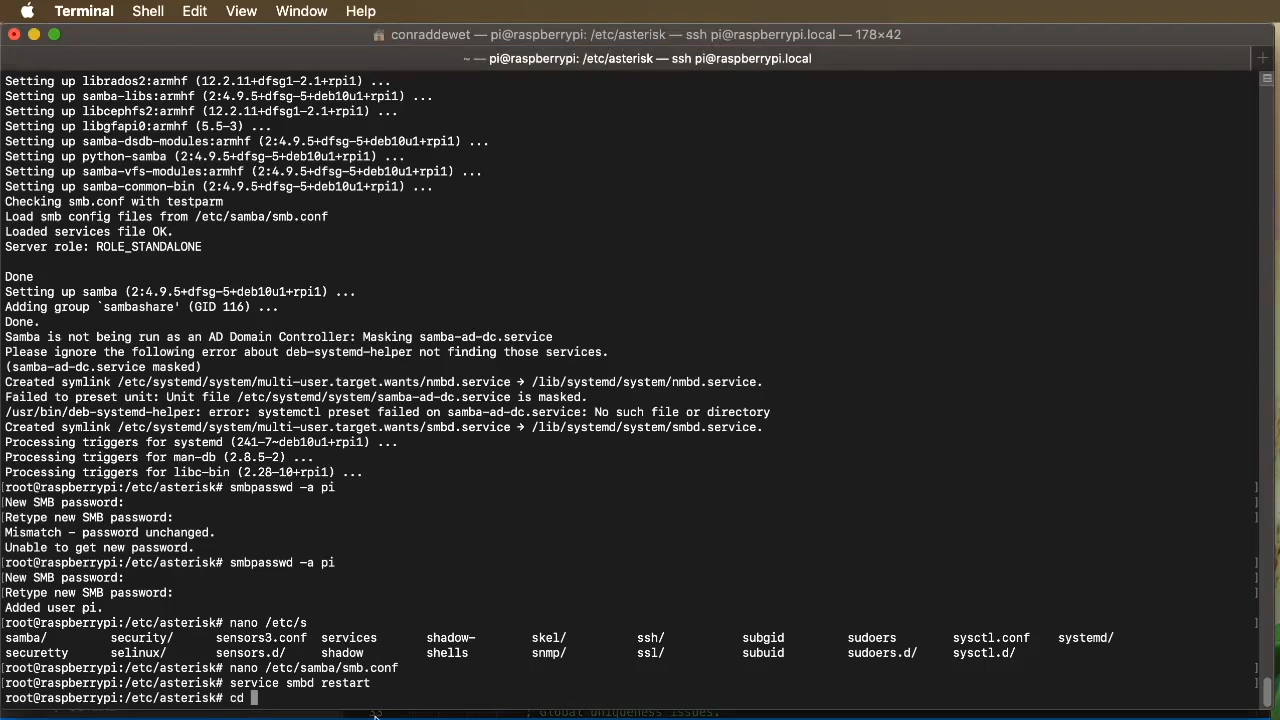 Terminal Shell Edit View Window Help
conraddewet — pi@raspberrypi: /etc/asterisk — ssh pi@raspberrypi.local — 178×42
~ — pi@raspberrypi: /etc/asterisk — ssh pi@raspberrypi.local
Setting up librados2:armhf (12.2.11+dfsg1-2.1+rpi1) ...
Setting up samba-libs:armhf (2:4.9.5+dfsg-5+deb10u1+rpi1) ...
Setting up libcephfs2:armhf (12.2.11+dfsg1-2.1+rpi1) ...
Setting up libgfapi0:armhf (5.5-3) ...
Setting up samba-dsdb-modules:armhf (2:4.9.5+dfsg-5+deb10u1+rpi1) ...
Setting up python-samba (2:4.9.5+dfsg-5+deb10u1+rpi1) ...
Setting up samba-vfs-modules:armhf (2:4.9.5+dfsg-5+deb10u1+rpi1) ...
Setting up samba-common-bin (2:4.9.5+dfsg-5+deb10u1+rpi1) ...
Checking smb.conf with testparm
Load smb config files from /etc/samba/smb.conf
Loaded services file OK.
Server role: ROLE_STANDALONE
Done
Setting up samba (2:4.9.5+dfsg-5+deb10u1+rpi1) ...
Adding group `sambashare' (GID 116) ...
Done.
Samba is not being run as an AD Domain Controller: Masking samba-ad-dc.service
Please ignore the following error about deb-systemd-helper not finding those services.
(samba-ad-dc.service masked)
Created symlink /etc/systemd/system/multi-user.target.wants/nmbd.service → /lib/systemd/system/nmbd.service.
Failed to preset unit: Unit file /etc/systemd/system/samba-ad-dc.service is masked.
/usr/bin/deb-systemd-helper: error: systemctl preset failed on samba-ad-dc.service: No such file or directory
Created symlink /etc/systemd/system/multi-user.target.wants/smbd.service → /lib/systemd/system/smbd.service.
Processing triggers for systemd (241-7~deb10u1+rpi1) ...
Processing triggers for man-db (2.8.5-2) ...
Processing triggers for libc-bin (2.28-10+rpi1) ...
[root@raspberrypi:/etc/asterisk# smbpasswd -a pi ]
[New SMB password: ]
[Retype new SMB password: ]
Mismatch - password unchanged.
Unable to get new password.
[root@raspberrypi:/etc/asterisk# smbpasswd -a pi ]
[New SMB password: ]
[Retype new SMB password: ]
Added user pi.
[root@raspberrypi:/etc/asterisk# nano /etc/s ]
samba/ security/ sensors3.conf services shadow- skel/ ssh/ subgid sudoers sysctl.conf systemd/
securetty selinux/ sensors.d/ shadow shells snmp/ ssl/ subuid sudoers.d/ sysctl.d/
[root@raspberrypi:/etc/asterisk# nano /etc/samba/smb.conf ]
[root@raspberrypi:/etc/asterisk# service smbd restart ]
root@raspberrypi:/etc/asterisk# cd
33 ; Global uniqueness issues.